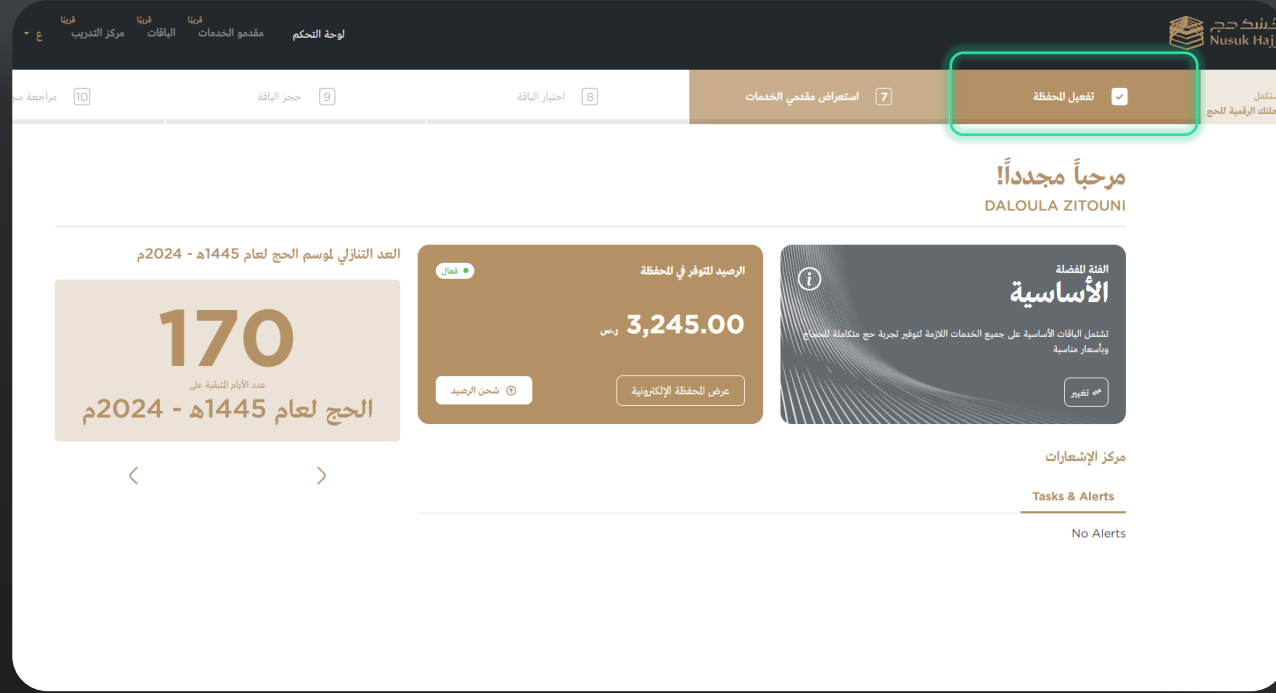 نسك حج
Nusuk Hajj
لوحة التحكم
قريبًا
مقدمو الخدمات
قريبًا
الباقات
قريبًا
مركز التدريب
ع
تفعيل المحفظة
7 استعراض مقدمي الخدمات
8 اختيار الباقة
9 حجز الباقة
10 مراجعة
مرحباً مجدداً!
DALOULA ZITOUNI
الفئة المفضلة
الأساسية
تشتمل الباقات الأساسية على جميع الخدمات اللازمة لتوفير تجربة حج متكاملة للحجاج
وبأسعار مناسبة
تغيير
الرصيد المتوفر في المحفظة
فعال
3,245.00 ر.س
عرض المحفظة الإلكترونية
شحن الرصيد
العد التنازلي لموسم الحج لعام 1445ه - 2024م
170
عدد الأيام المتبقية على
الحج لعام 1445ه - 2024م
مركز الإشعارات
Tasks & Alerts
No Alerts